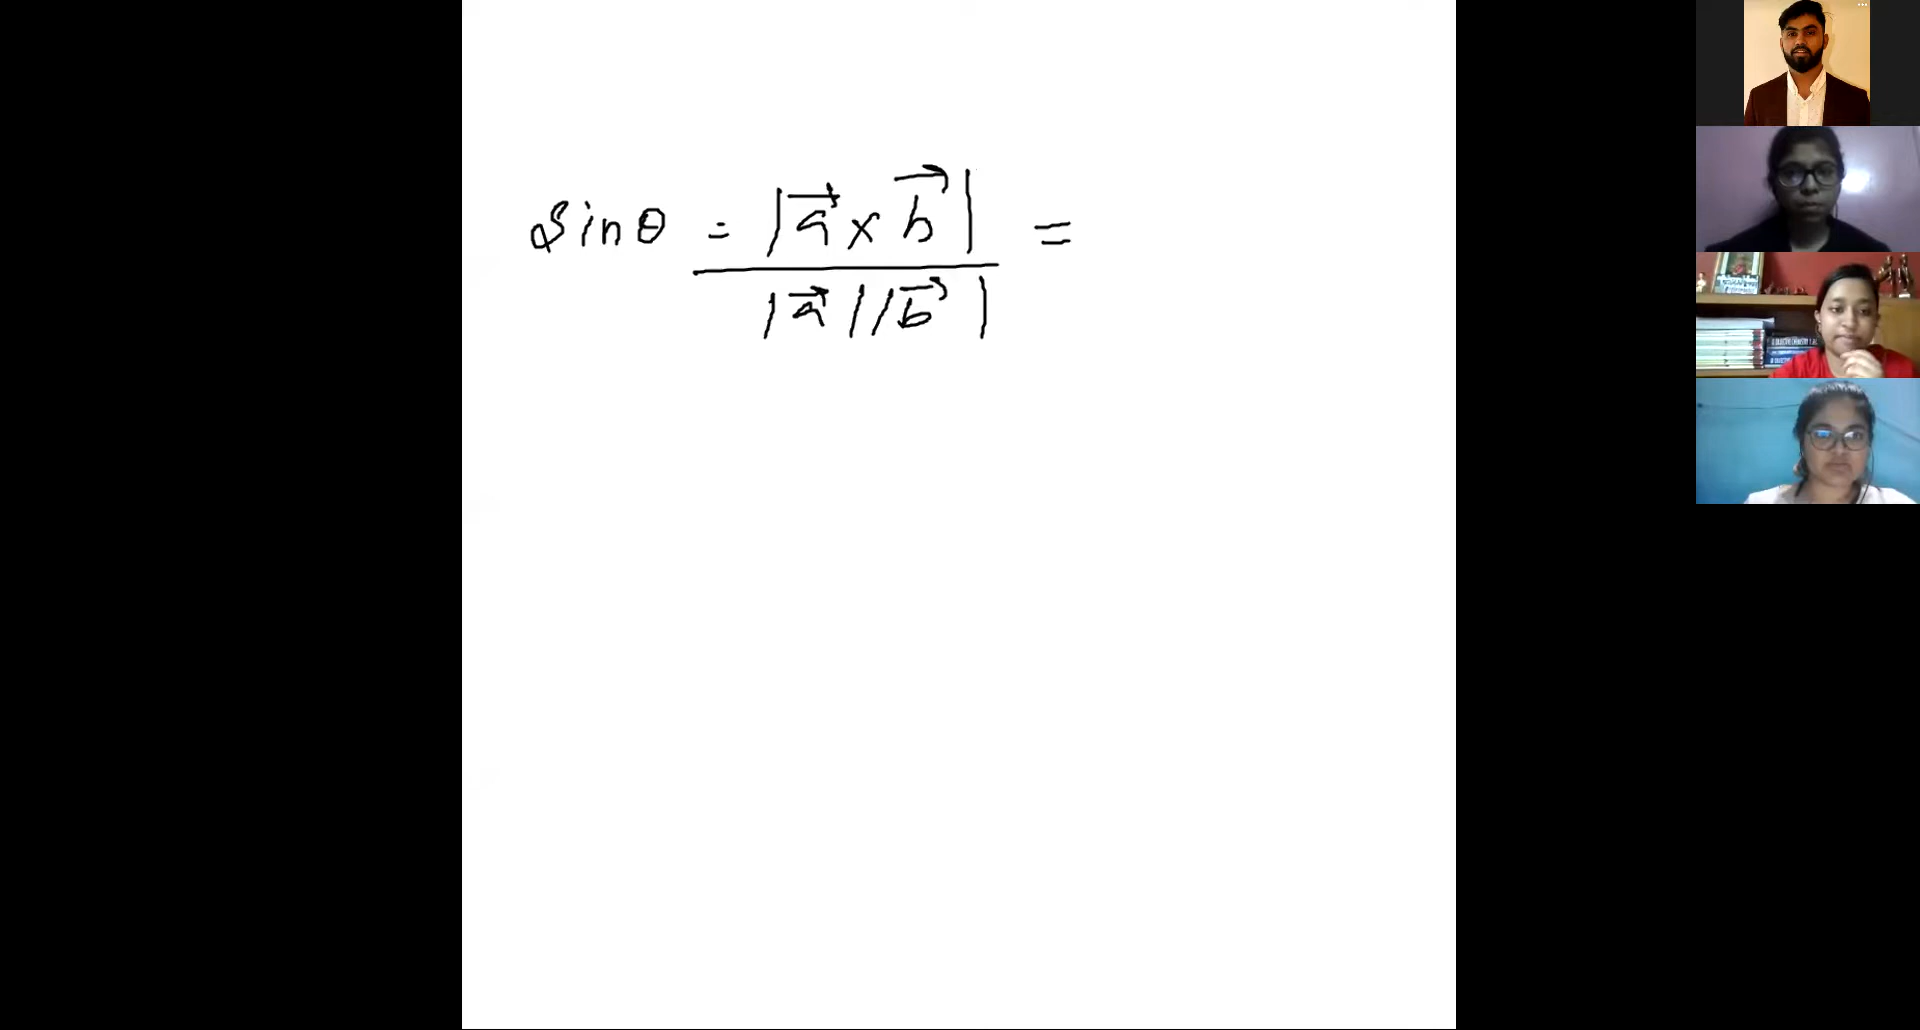 sin θ = |a⃗ × b⃗| / |a⃗||b⃗| =